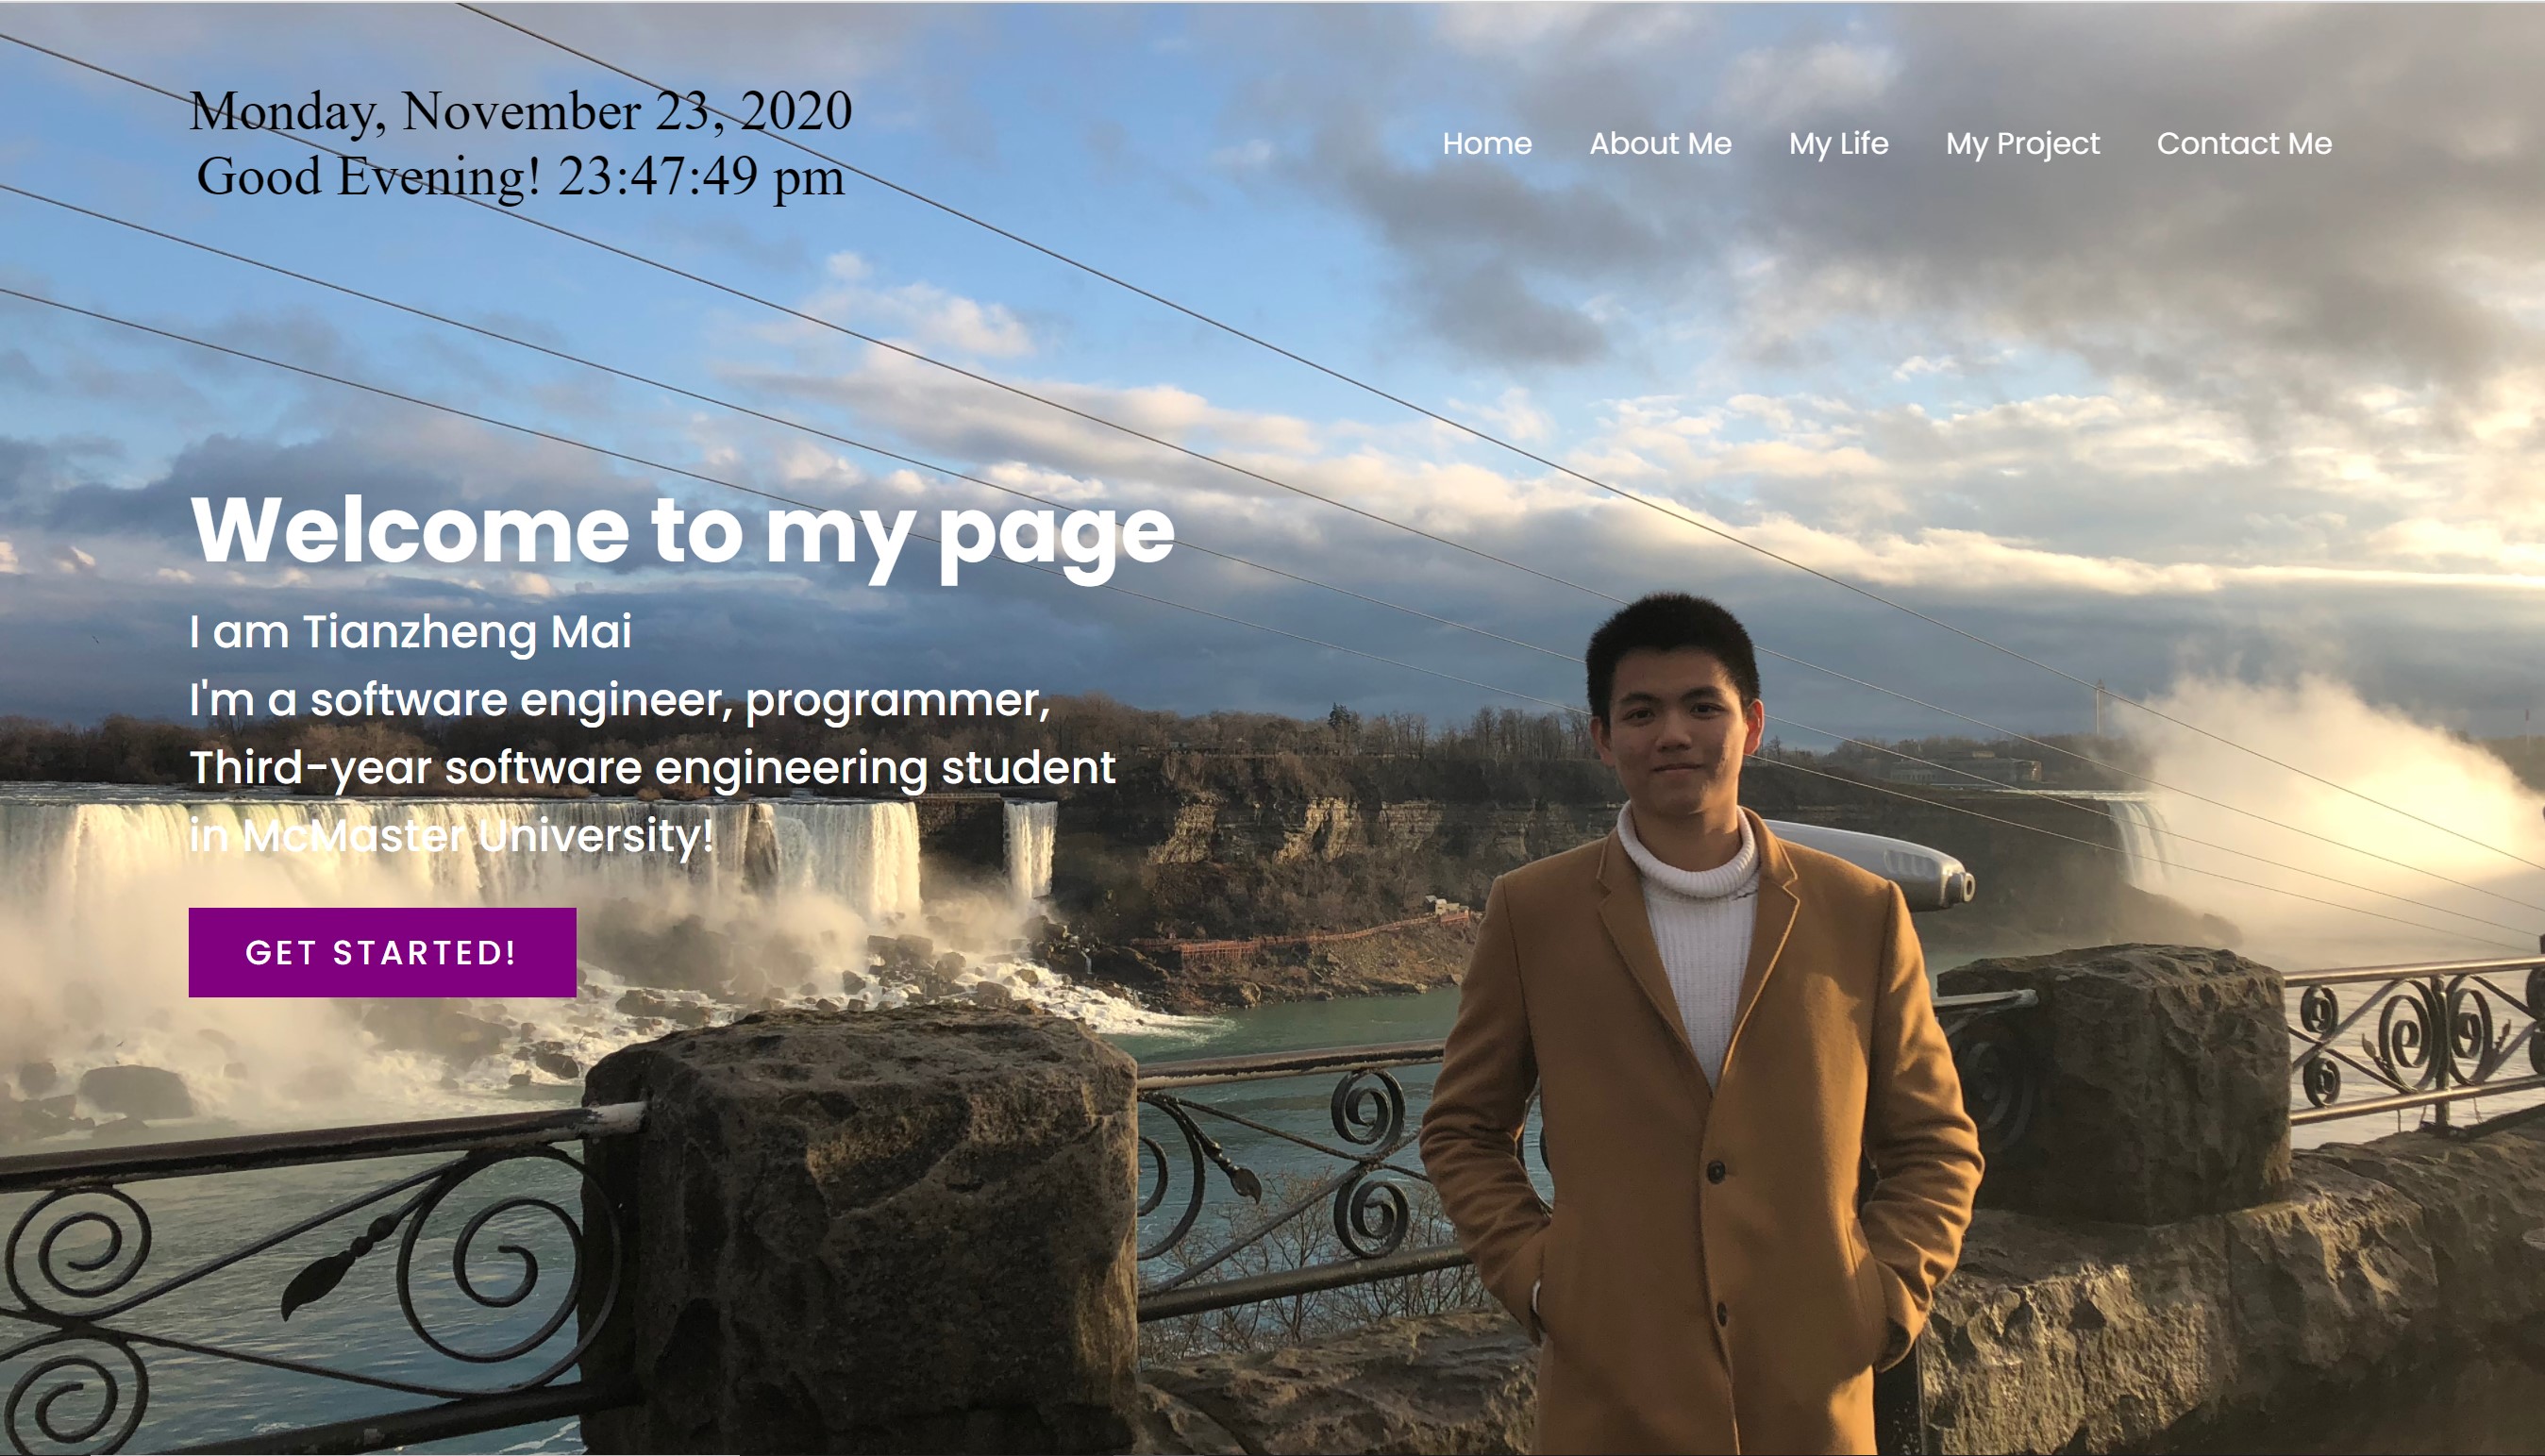 Monday, November 23, 2020
Good Evening! 23:47:49 pm
Home About Me My Life My Project Contact Me
Welcome to my page
I am Tianzheng Mai
I'm a software engineer, programmer,
Third-year software engineering student
in McMaster University!
GET STARTED!